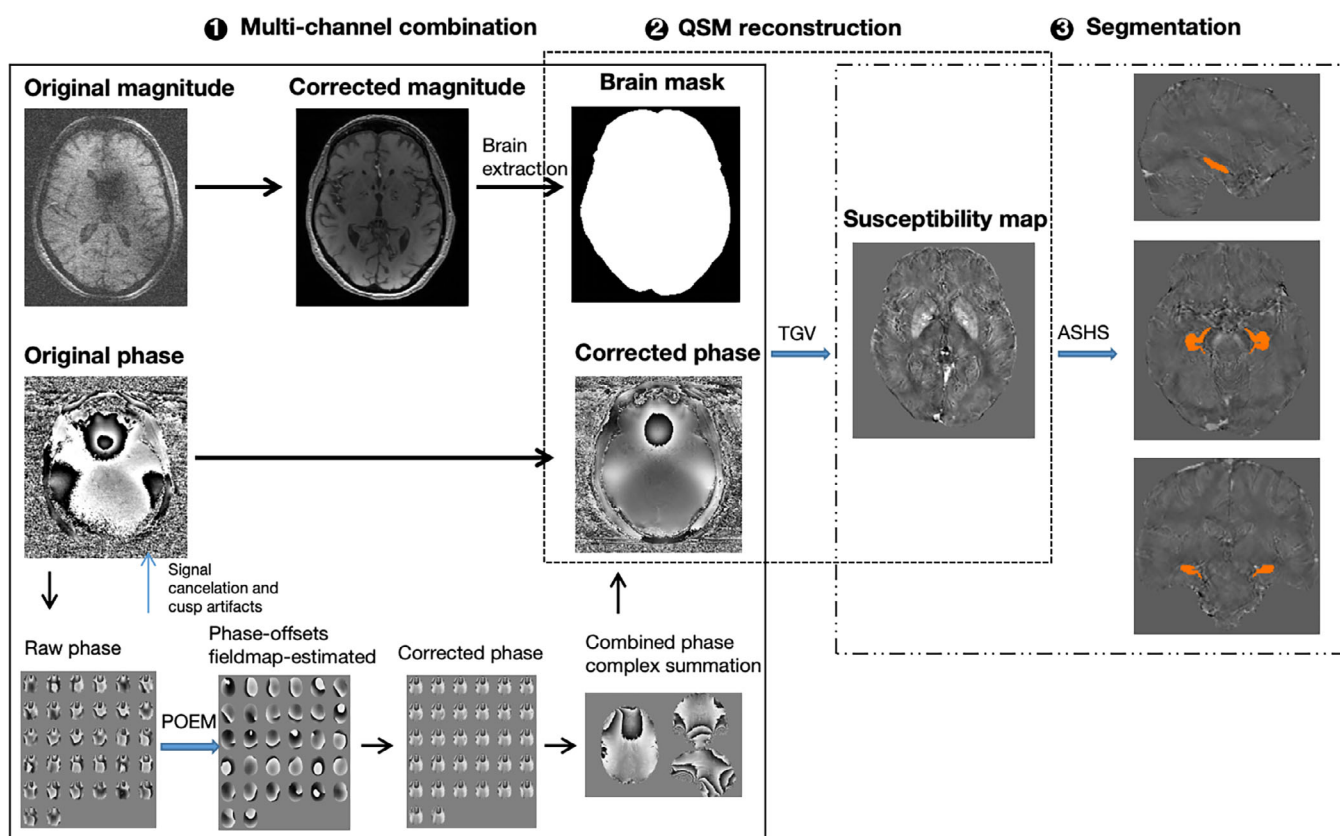 ❶ Multi-channel combination
❷ QSM reconstruction
❸ Segmentation
Original magnitude
Corrected magnitude
Brain mask
Brain
extraction
Susceptibility map
Original phase
Corrected phase
TGV
ASHS
Signal
cancelation and
cusp artifacts
Raw phase
Phase-offsets
fieldmap-estimated
Corrected phase
Combined phase
complex summation
POEM